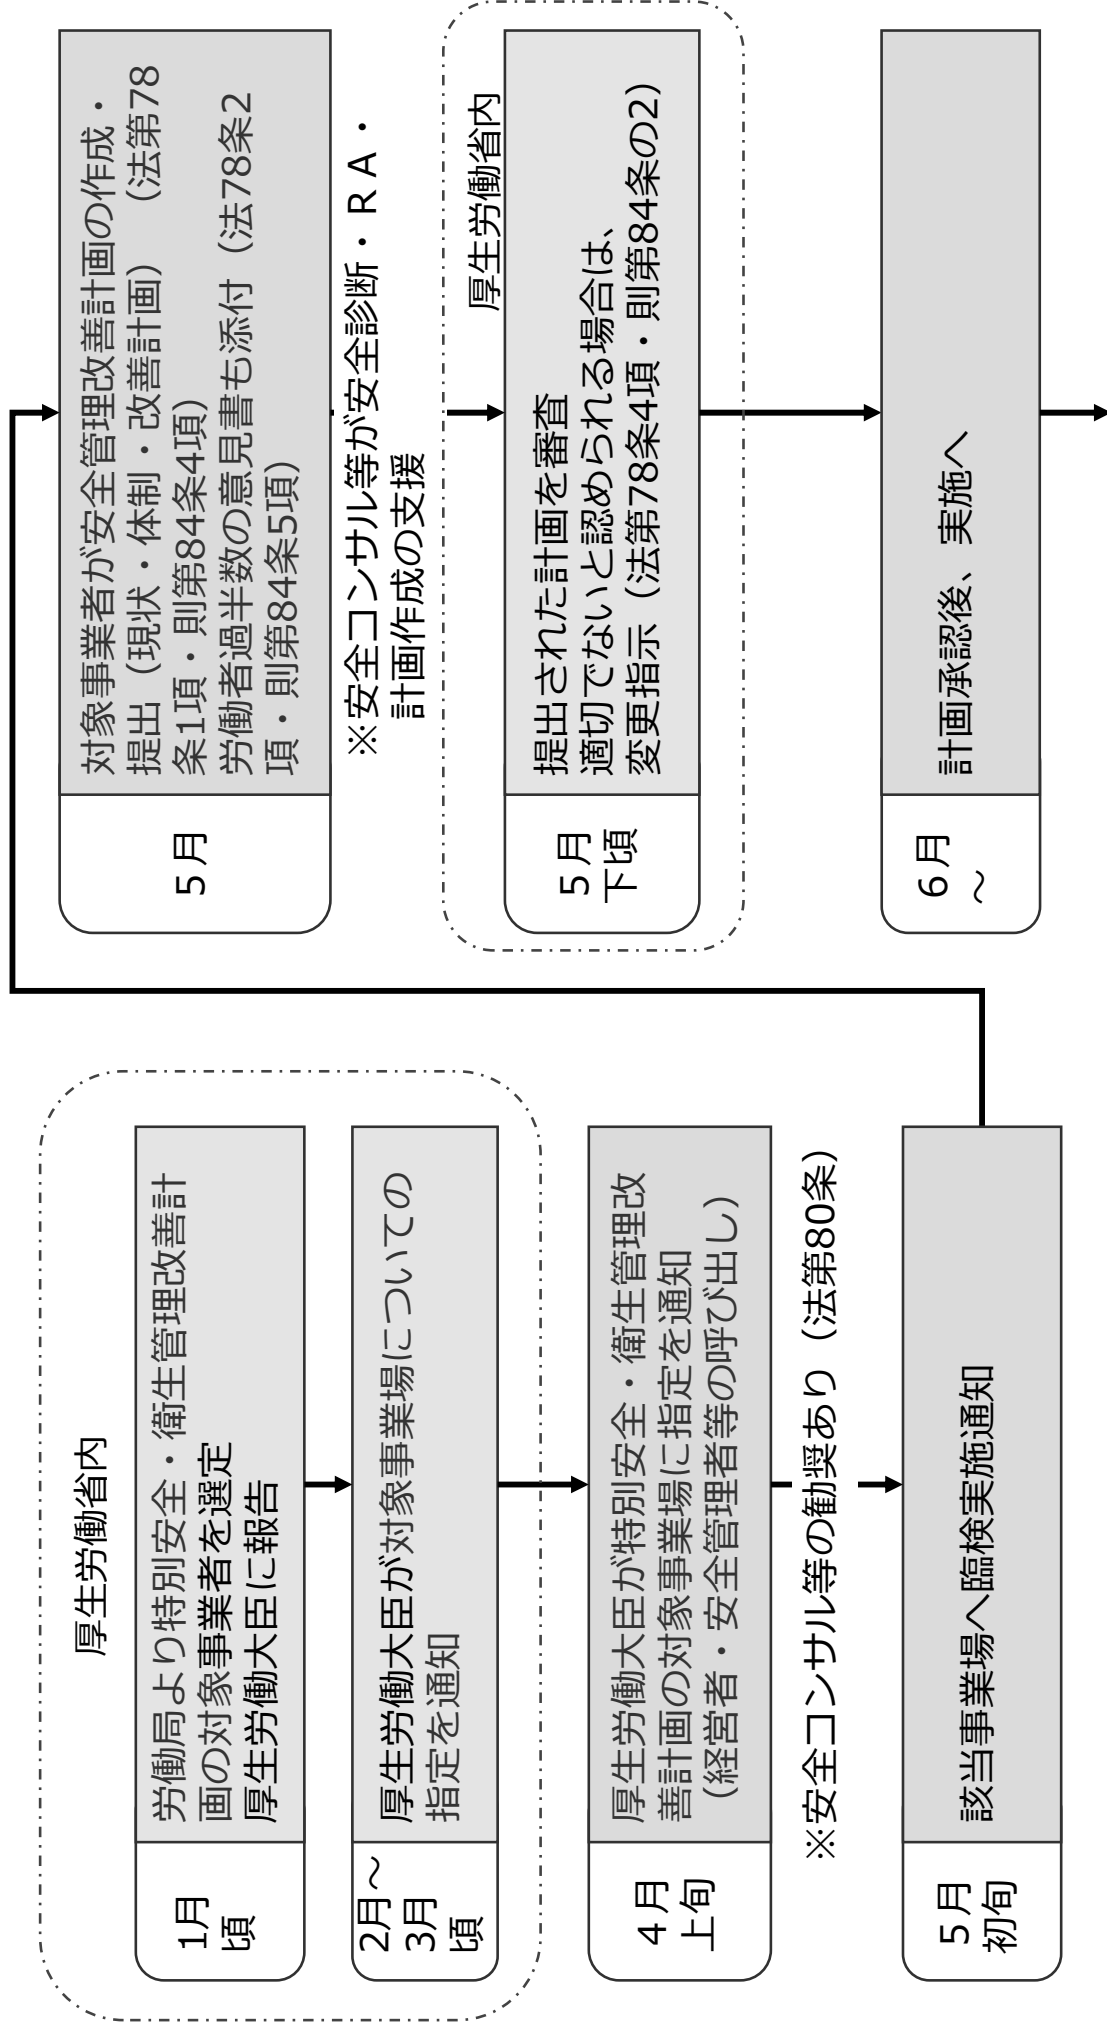 厚生労働省内
1月
頃
労働局より特別安全・衛生管理改善計
画の対象事業者を選定
厚生労働大臣に報告
2月～
3月
頃
厚生労働大臣が対象事業場についての
指定を通知
4月
上旬
厚生労働大臣が特別安全・衛生管理改
善計画の対象事業場に指定を通知
（経営者・安全管理者等の呼び出し）
※安全コンサル等の勧奨あり（法第80条）
5月
初旬
該当事業場へ臨検実施通知
5月
対象事業者が安全管理改善計画の作成・
提出（現状・体制・改善計画）　（法第78
条1項・則第84条4項）
労働者過半数の意見書も添付（法78条2
項・則第84条5項）
※安全コンサル等が安全診断・ＲＡ・
計画作成の支援
厚生労働省内
5月
下頃
提出された計画を審査
適切でないと認められる場合は、
変更指示（法第78条4項・則第84条の2）
6月
～
計画承認後、実施へ